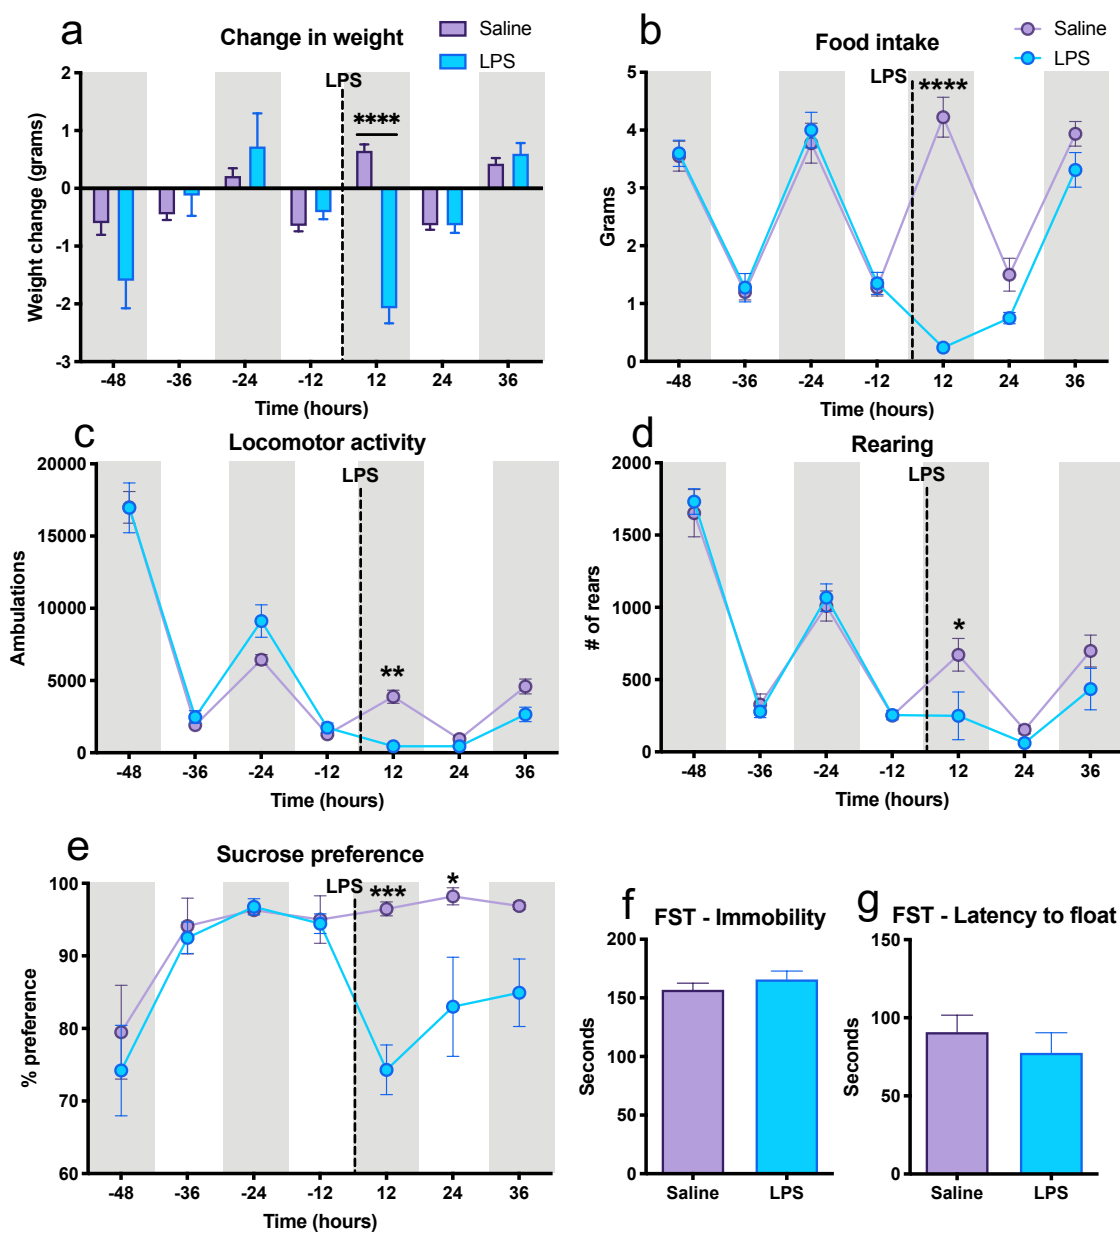 a
Change in weight
Saline
LPS
LPS
****
2
1
0
-1
-2
-3
Weight change (grams)
-48
-36
-24
-12
12
24
36
Time (hours)
b
Food intake
Saline
LPS
LPS
****
5
4
3
2
1
0
Grams
-48
-36
-24
-12
12
24
36
Time (hours)
c
Locomotor activity
LPS
**
20000
15000
10000
5000
0
Ambulations
-48
-36
-24
-12
12
24
36
Time (hours)
d
Rearing
LPS
*
2000
1500
1000
500
0
# of rears
-48
-36
-24
-12
12
24
36
Time (hours)
e
Sucrose preference
LPS
***
*
100
90
80
70
60
% preference
-48
-36
-24
-12
12
24
36
Time (hours)
f
FST - Immobility
200
150
100
50
0
Seconds
Saline
LPS
g
FST - Latency to float
150
100
50
0
Seconds
Saline
LPS